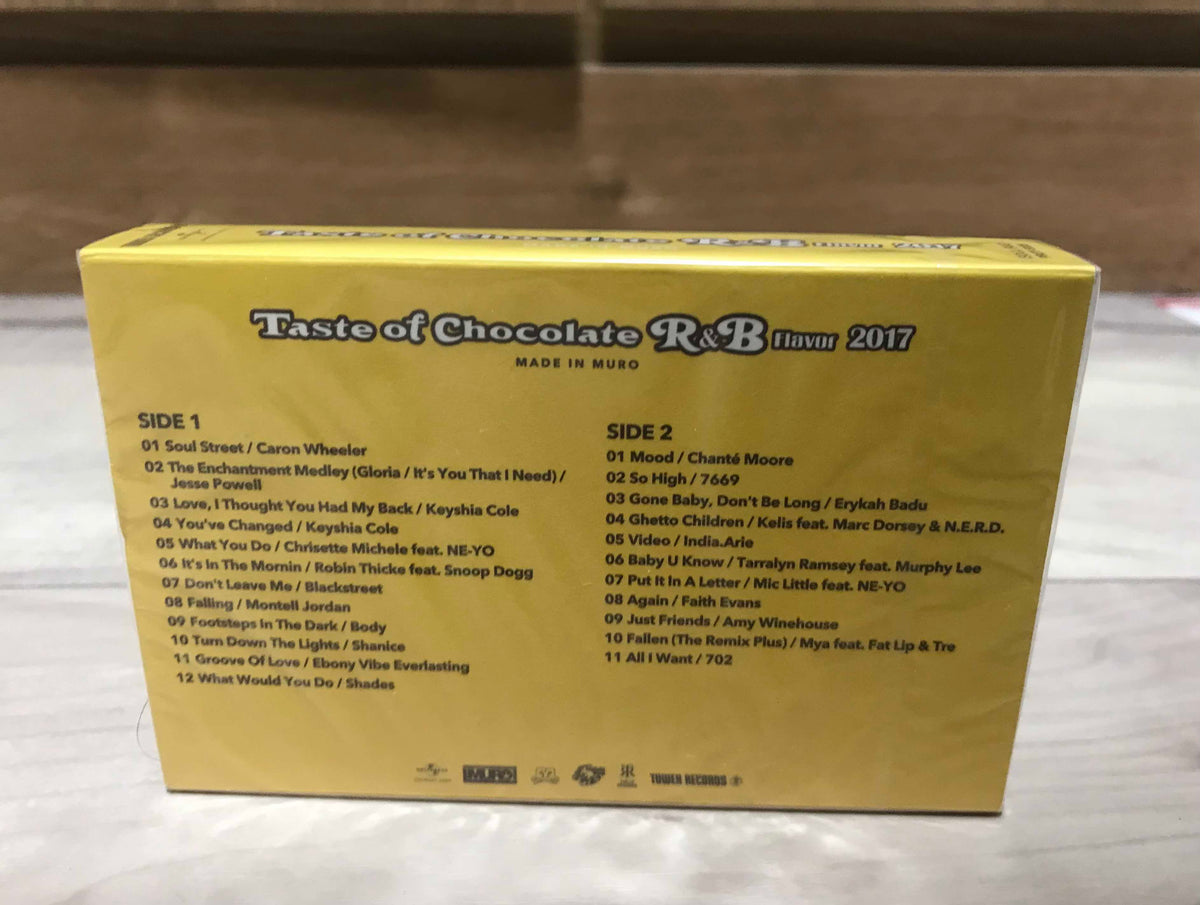 Taste of Chocolate R&B Flavor 2017
Taste of Chocolate R&B Flavor 2017
MADE IN MURO
SIDE 1
01 Soul Street / Caron Wheeler
02 The Enchantment Medley (Gloria / It's You That I Need) /
Jesse Powell
03 Love, I Thought You Had My Back / Keyshia Cole
04 You've Changed / Keyshia Cole
05 What You Do / Chrisette Michele feat. NE-YO
06 It's In The Mornin / Robin Thicke feat. Snoop Dogg
07 Don't Leave Me / Blackstreet
08 Falling / Montell Jordan
09 Footsteps In The Dark / Body
10 Turn Down The Lights / Shanice
11 Groove Of Love / Ebony Vibe Everlasting
12 What Would You Do / Shades
SIDE 2
01 Mood / Chanté Moore
02 So High / 7669
03 Gone Baby, Don't Be Long / Erykah Badu
04 Ghetto Children / Kelis feat. Marc Dorsey & N.E.R.D.
05 Video / India.Arie
06 Baby U Know / Tarralyn Ramsey feat. Murphy Lee
07 Put It In A Letter / Mic Little feat. NE-YO
08 Again / Faith Evans
09 Just Friends / Amy Winehouse
10 Fallen (The Remix Plus) / Mya feat. Fat Lip & Tre
11 All I Want / 702
MURO
TOWER RECORDS